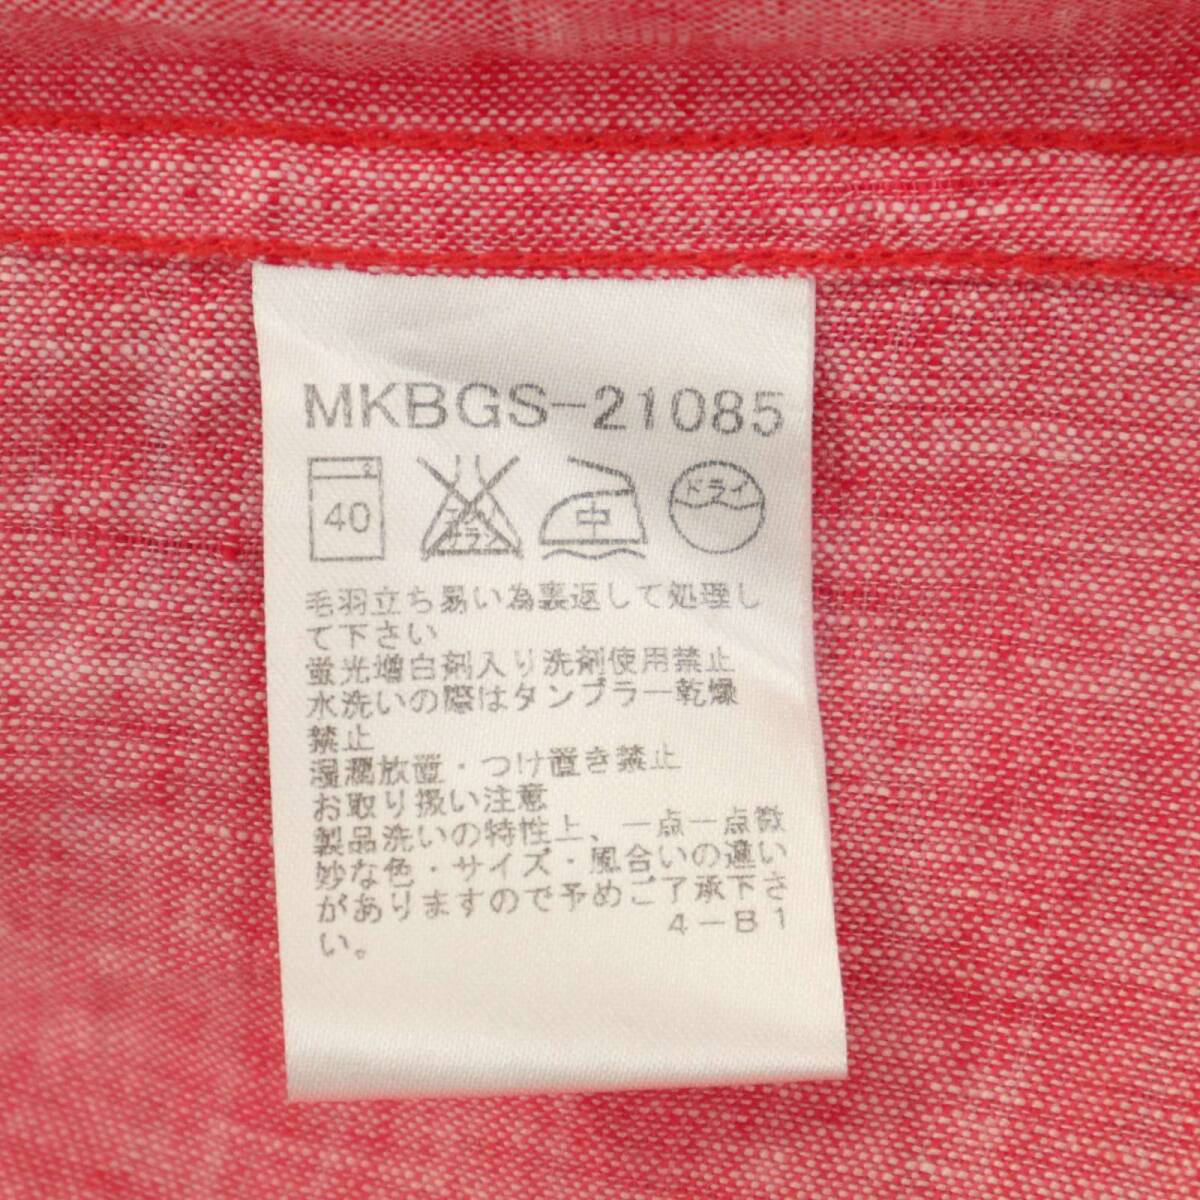 MKBGS-21085
40
中
ドライ
毛羽立ち易い為裏返して処理し
て下さい
蛍光増白剤入り洗剤使用禁止
水洗いの際はタンブラー乾燥
禁止
湿潤放置・つけ置き禁止
お取り扱い注意
製品洗いの特性上、一点一点微
妙な色・サイズ・風合いの違い
がありますので予めご了承下さ
い。
4-B1